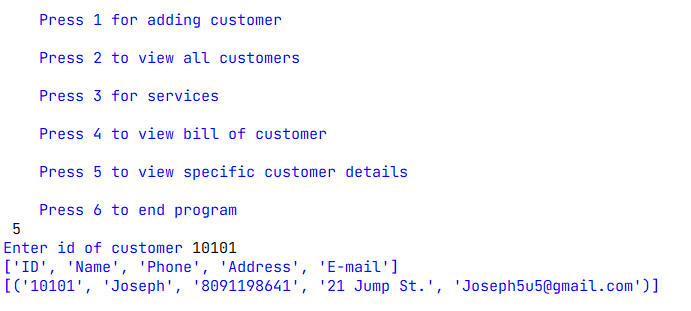 Press 1 for adding customer
Press 2 to view all customers
Press 3 for services
Press 4 to view bill of customer
Press 5 to view specific customer details
Press 6 to end program
5
Enter id of customer 10101
['ID', 'Name', 'Phone', 'Address', 'E-mail']
[('10101', 'Joseph', '8091198641', '21 Jump St.', 'Joseph5u5@gmail.com')]